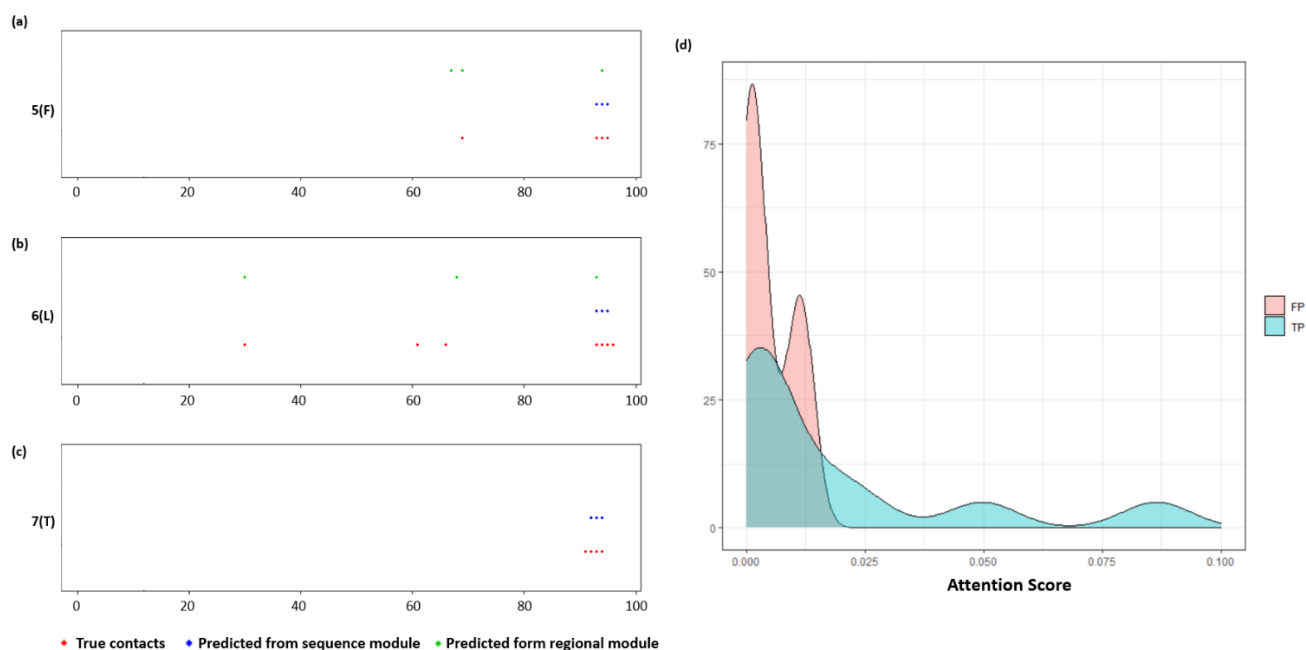 (a)
5(F)
0 20 40 60 80 100
(b)
6(L)
0 20 40 60 80 100
(c)
7(T)
0 20 40 60 80 100
True contacts Predicted from sequence module Predicted form regional module
(d)
75
50
25
0
0.000 0.025 0.050 0.075 0.100
Attention Score
FP
TP